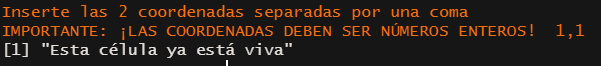 Inserte las 2 coordenadas separadas por una coma
IMPORTANTE: ¡LAS COORDENADAS DEBEN SER NÚMEROS ENTEROS!  1,1
[1] "Esta célula ya está viva"